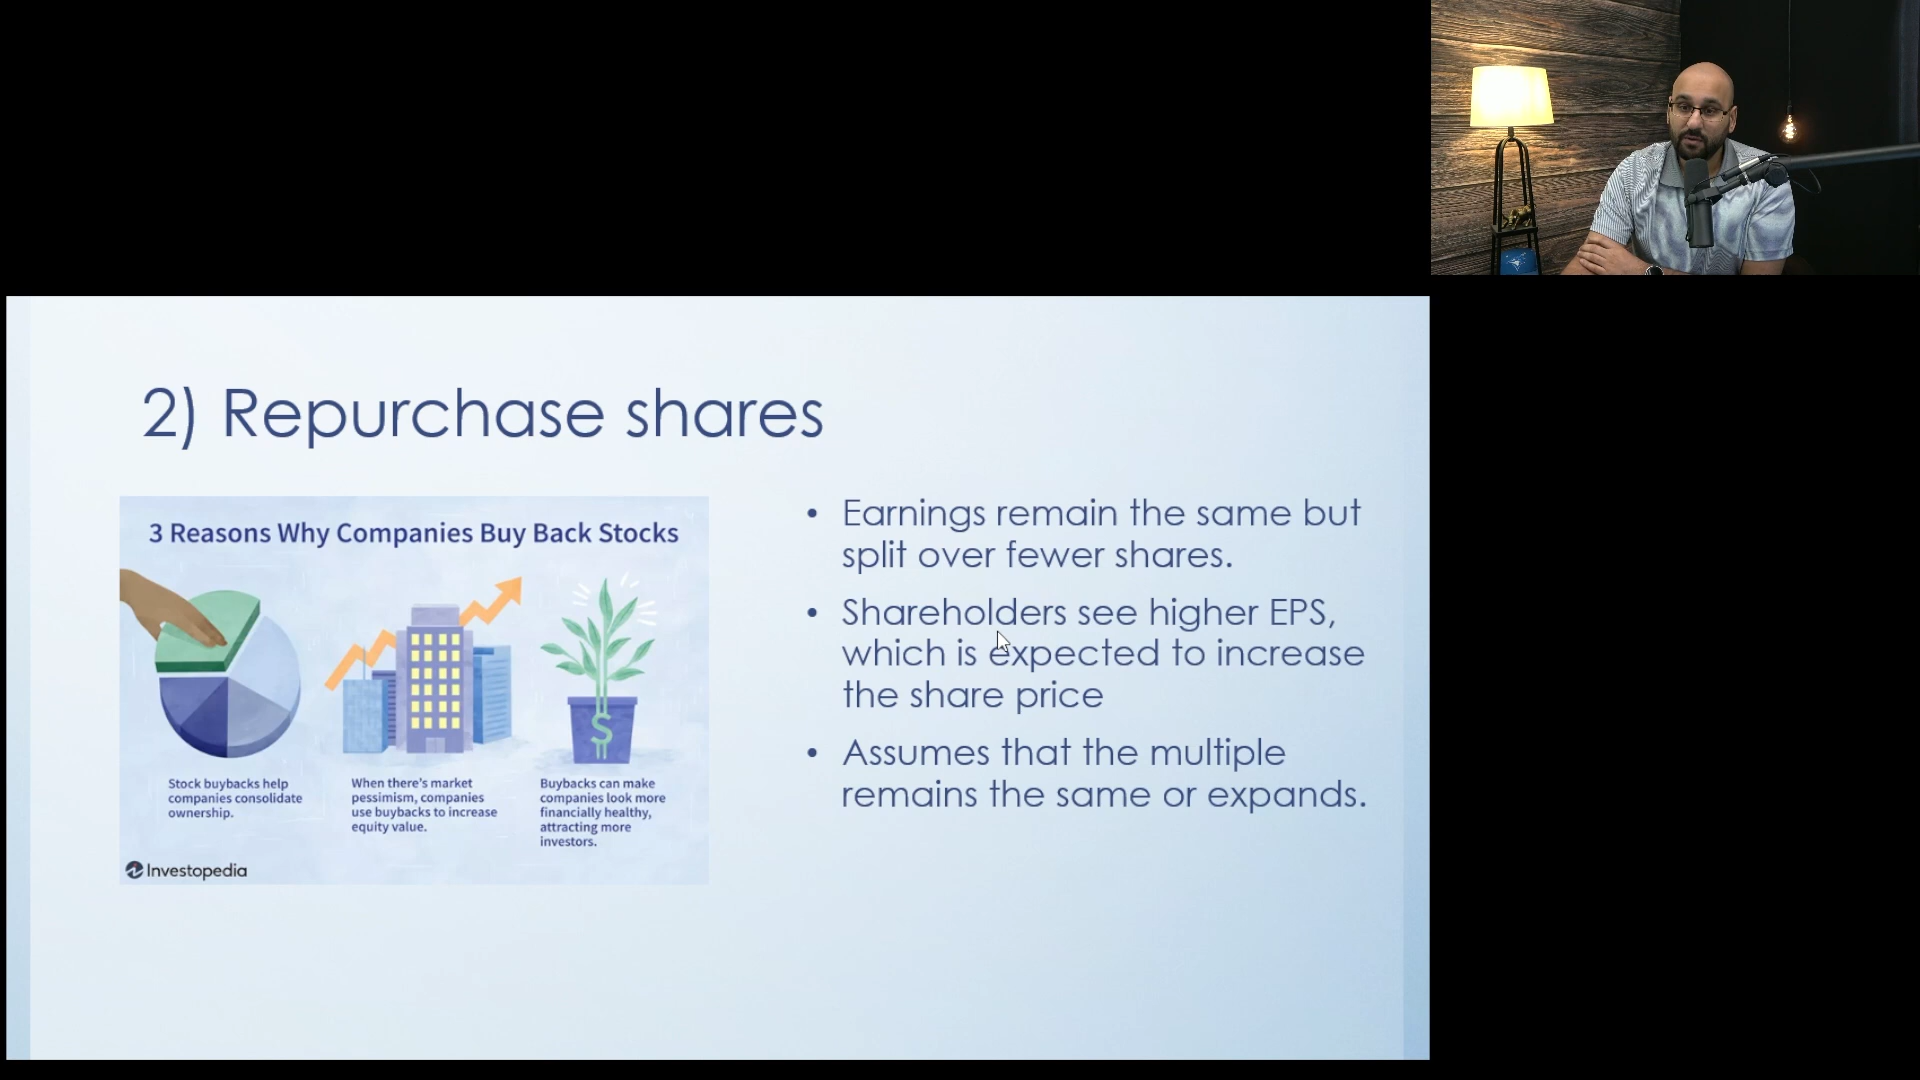 2) Repurchase shares
3 Reasons Why Companies Buy Back Stocks
$
Stock buybacks help
companies consolidate
ownership.
When there's market
pessimism, companies
use buybacks to increase
equity value.
Buybacks can make
companies look more
financially healthy,
attracting more
investors.
Investopedia
• Earnings remain the same but
split over fewer shares.
• Shareholders see higher EPS,
which is expected to increase
the share price
• Assumes that the multiple
remains the same or expands.